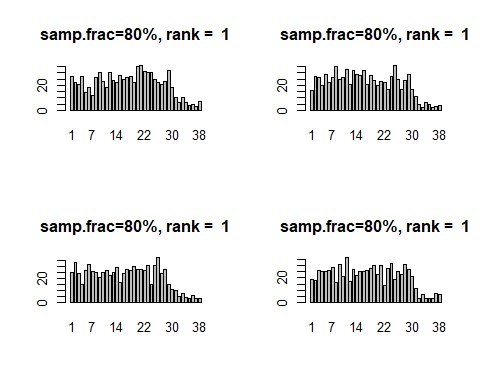 samp.frac=80%, rank = 1
20
0
1 7 14 22 30 38
samp.frac=80%, rank = 1
20
0
1 7 14 22 30 38
samp.frac=80%, rank = 1
20
0
1 7 14 22 30 38
samp.frac=80%, rank = 1
20
0
1 7 14 22 30 38